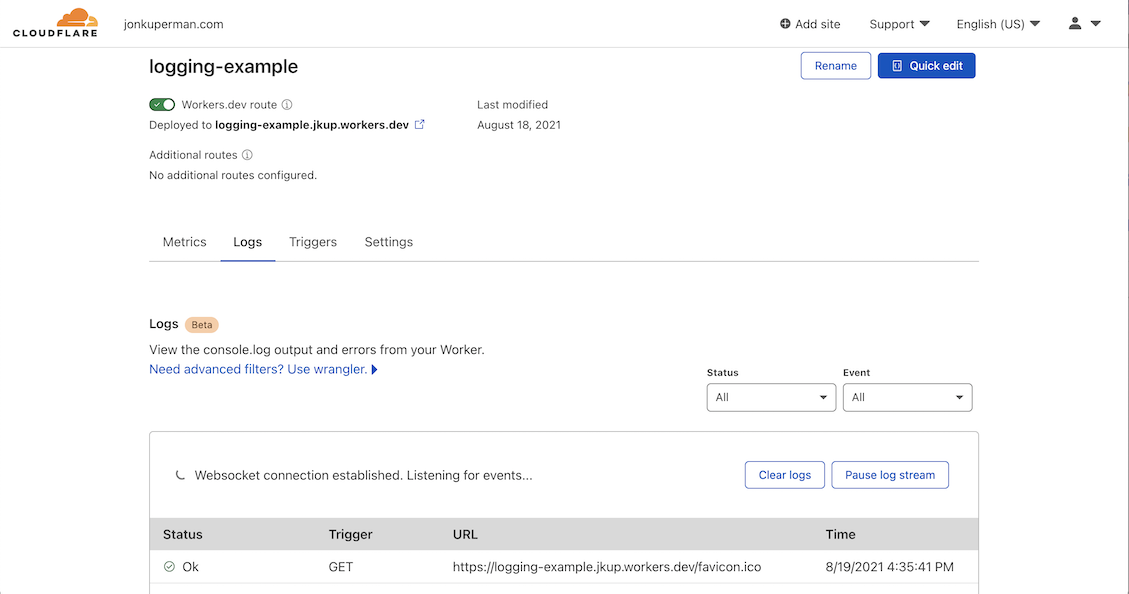 CLOUDFLARE jonkuperman.com Add site Support English (US)
logging-example Rename Quick edit
Workers.dev route Last modified
Deployed to logging-example.jkup.workers.dev August 18, 2021
Additional routes
No additional routes configured.
Metrics Logs Triggers Settings
Logs Beta
View the console.log output and errors from your Worker.
Need advanced filters? Use wrangler.
Status Event
All All
Websocket connection established. Listening for events... Clear logs Pause log stream
Status Trigger URL Time
Ok GET https://logging-example.jkup.workers.dev/favicon.ico 8/19/2021 4:35:41 PM